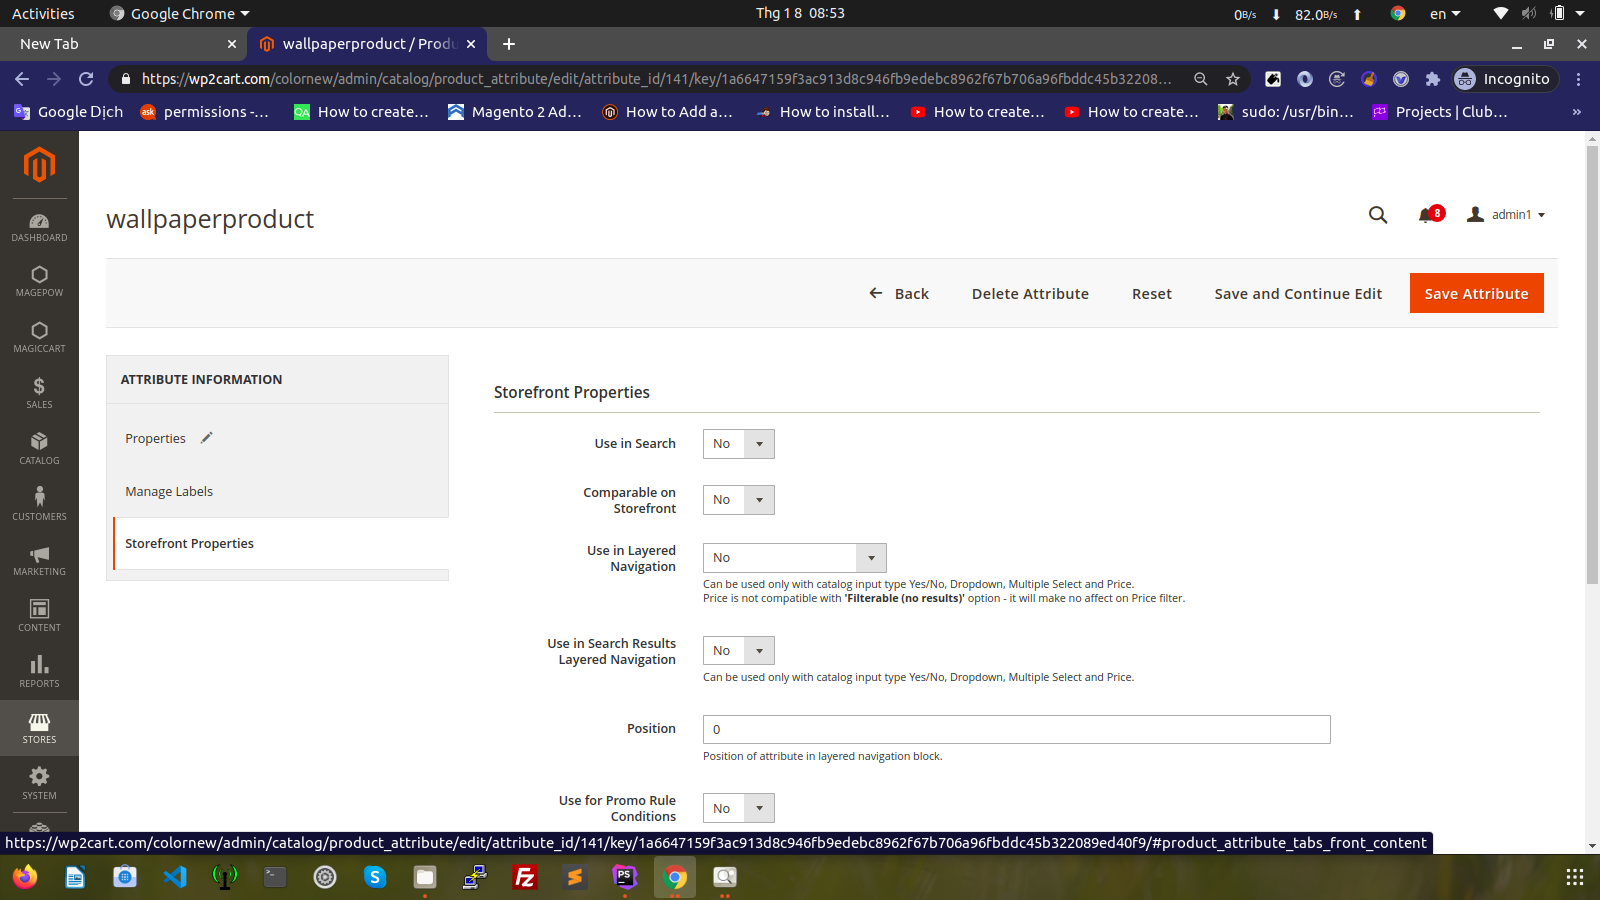 Activities
Google Chrome
Thg 1 8 08:53
0B/s
82.0B/s
en
New Tab
wallpaperproduct / Produ
https://wp2cart.com/colornew/admin/catalog/product_attribute/edit/attribute_id/141/key/1a6647159f3ac913d8c946fb9edebc8962f67b706a96fbddc45b32208…
Incognito
Google Dịch
permissions -…
How to create…
Magento 2 Ad…
How to Add a…
How to install…
How to create…
How to create…
sudo: /usr/bin…
Projects | Club…
»
DASHBOARD
MAGEPOW
MAGICCART
SALES
CATALOG
CUSTOMERS
MARKETING
CONTENT
REPORTS
STORES
SYSTEM
wallpaperproduct
8
admin1
Back
Delete Attribute
Reset
Save and Continue Edit
Save Attribute
ATTRIBUTE INFORMATION
Properties
Manage Labels
Storefront Properties
Storefront Properties
Use in Search
No
Comparable on
Storefront
No
Use in Layered
Navigation
No
Can be used only with catalog input type Yes/No, Dropdown, Multiple Select and Price.
Price is not compatible with 'Filterable (no results)' option - it will make no affect on Price filter.
Use in Search Results
Layered Navigation
No
Can be used only with catalog input type Yes/No, Dropdown, Multiple Select and Price.
Position
0
Position of attribute in layered navigation block.
Use for Promo Rule
Conditions
No
https://wp2cart.com/colornew/admin/catalog/product_attribute/edit/attribute_id/141/key/1a6647159f3ac913d8c946fb9edebc8962f67b706a96fbddc45b322089ed40f9/#product_attribute_tabs_front_content